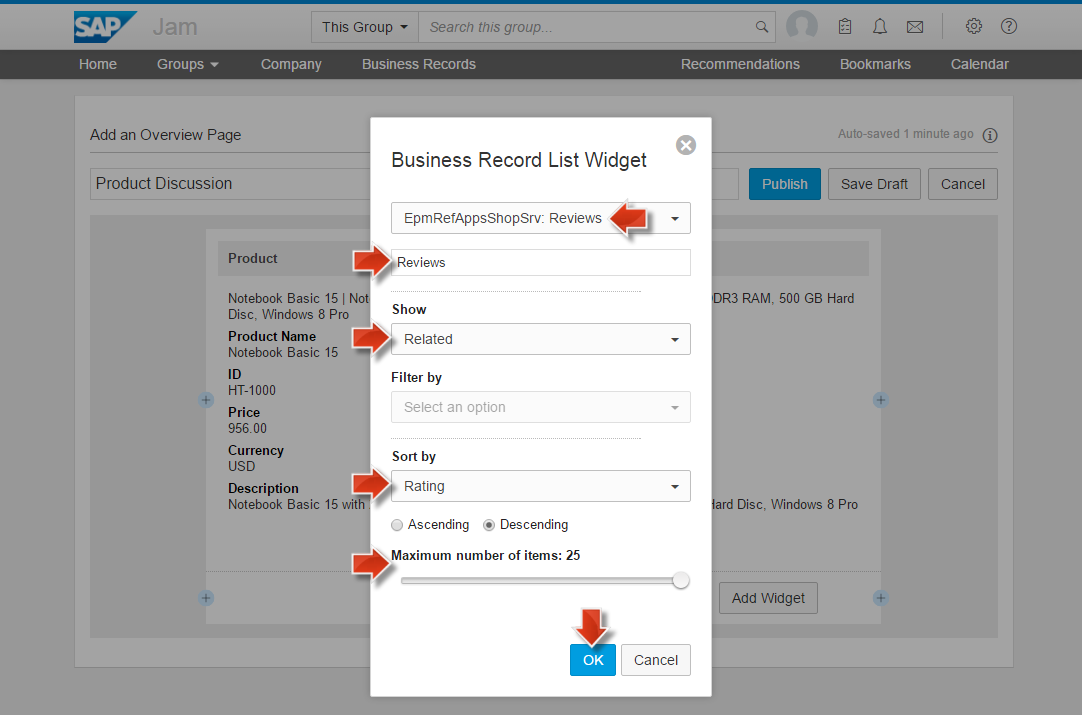 SAP Jam This Group Search this group...
Home Groups Company Business Records Recommendations Bookmarks Calendar
Add an Overview Page Auto-saved 1 minute ago
Product Discussion Publish Save Draft Cancel
Product
Notebook Basic 15 | Not DR3 RAM, 500 GB Hard
Disc, Windows 8 Pro
Product Name
Notebook Basic 15
ID
HT-1000
Price
956.00
Currency
USD
Description
Notebook Basic 15 with Hard Disc, Windows 8 Pro
Add Widget
Business Record List Widget
EpmRefAppsShopSrv: Reviews
Reviews
Show
Related
Filter by
Select an option
Sort by
Rating
Ascending Descending
Maximum number of items: 25
OK Cancel